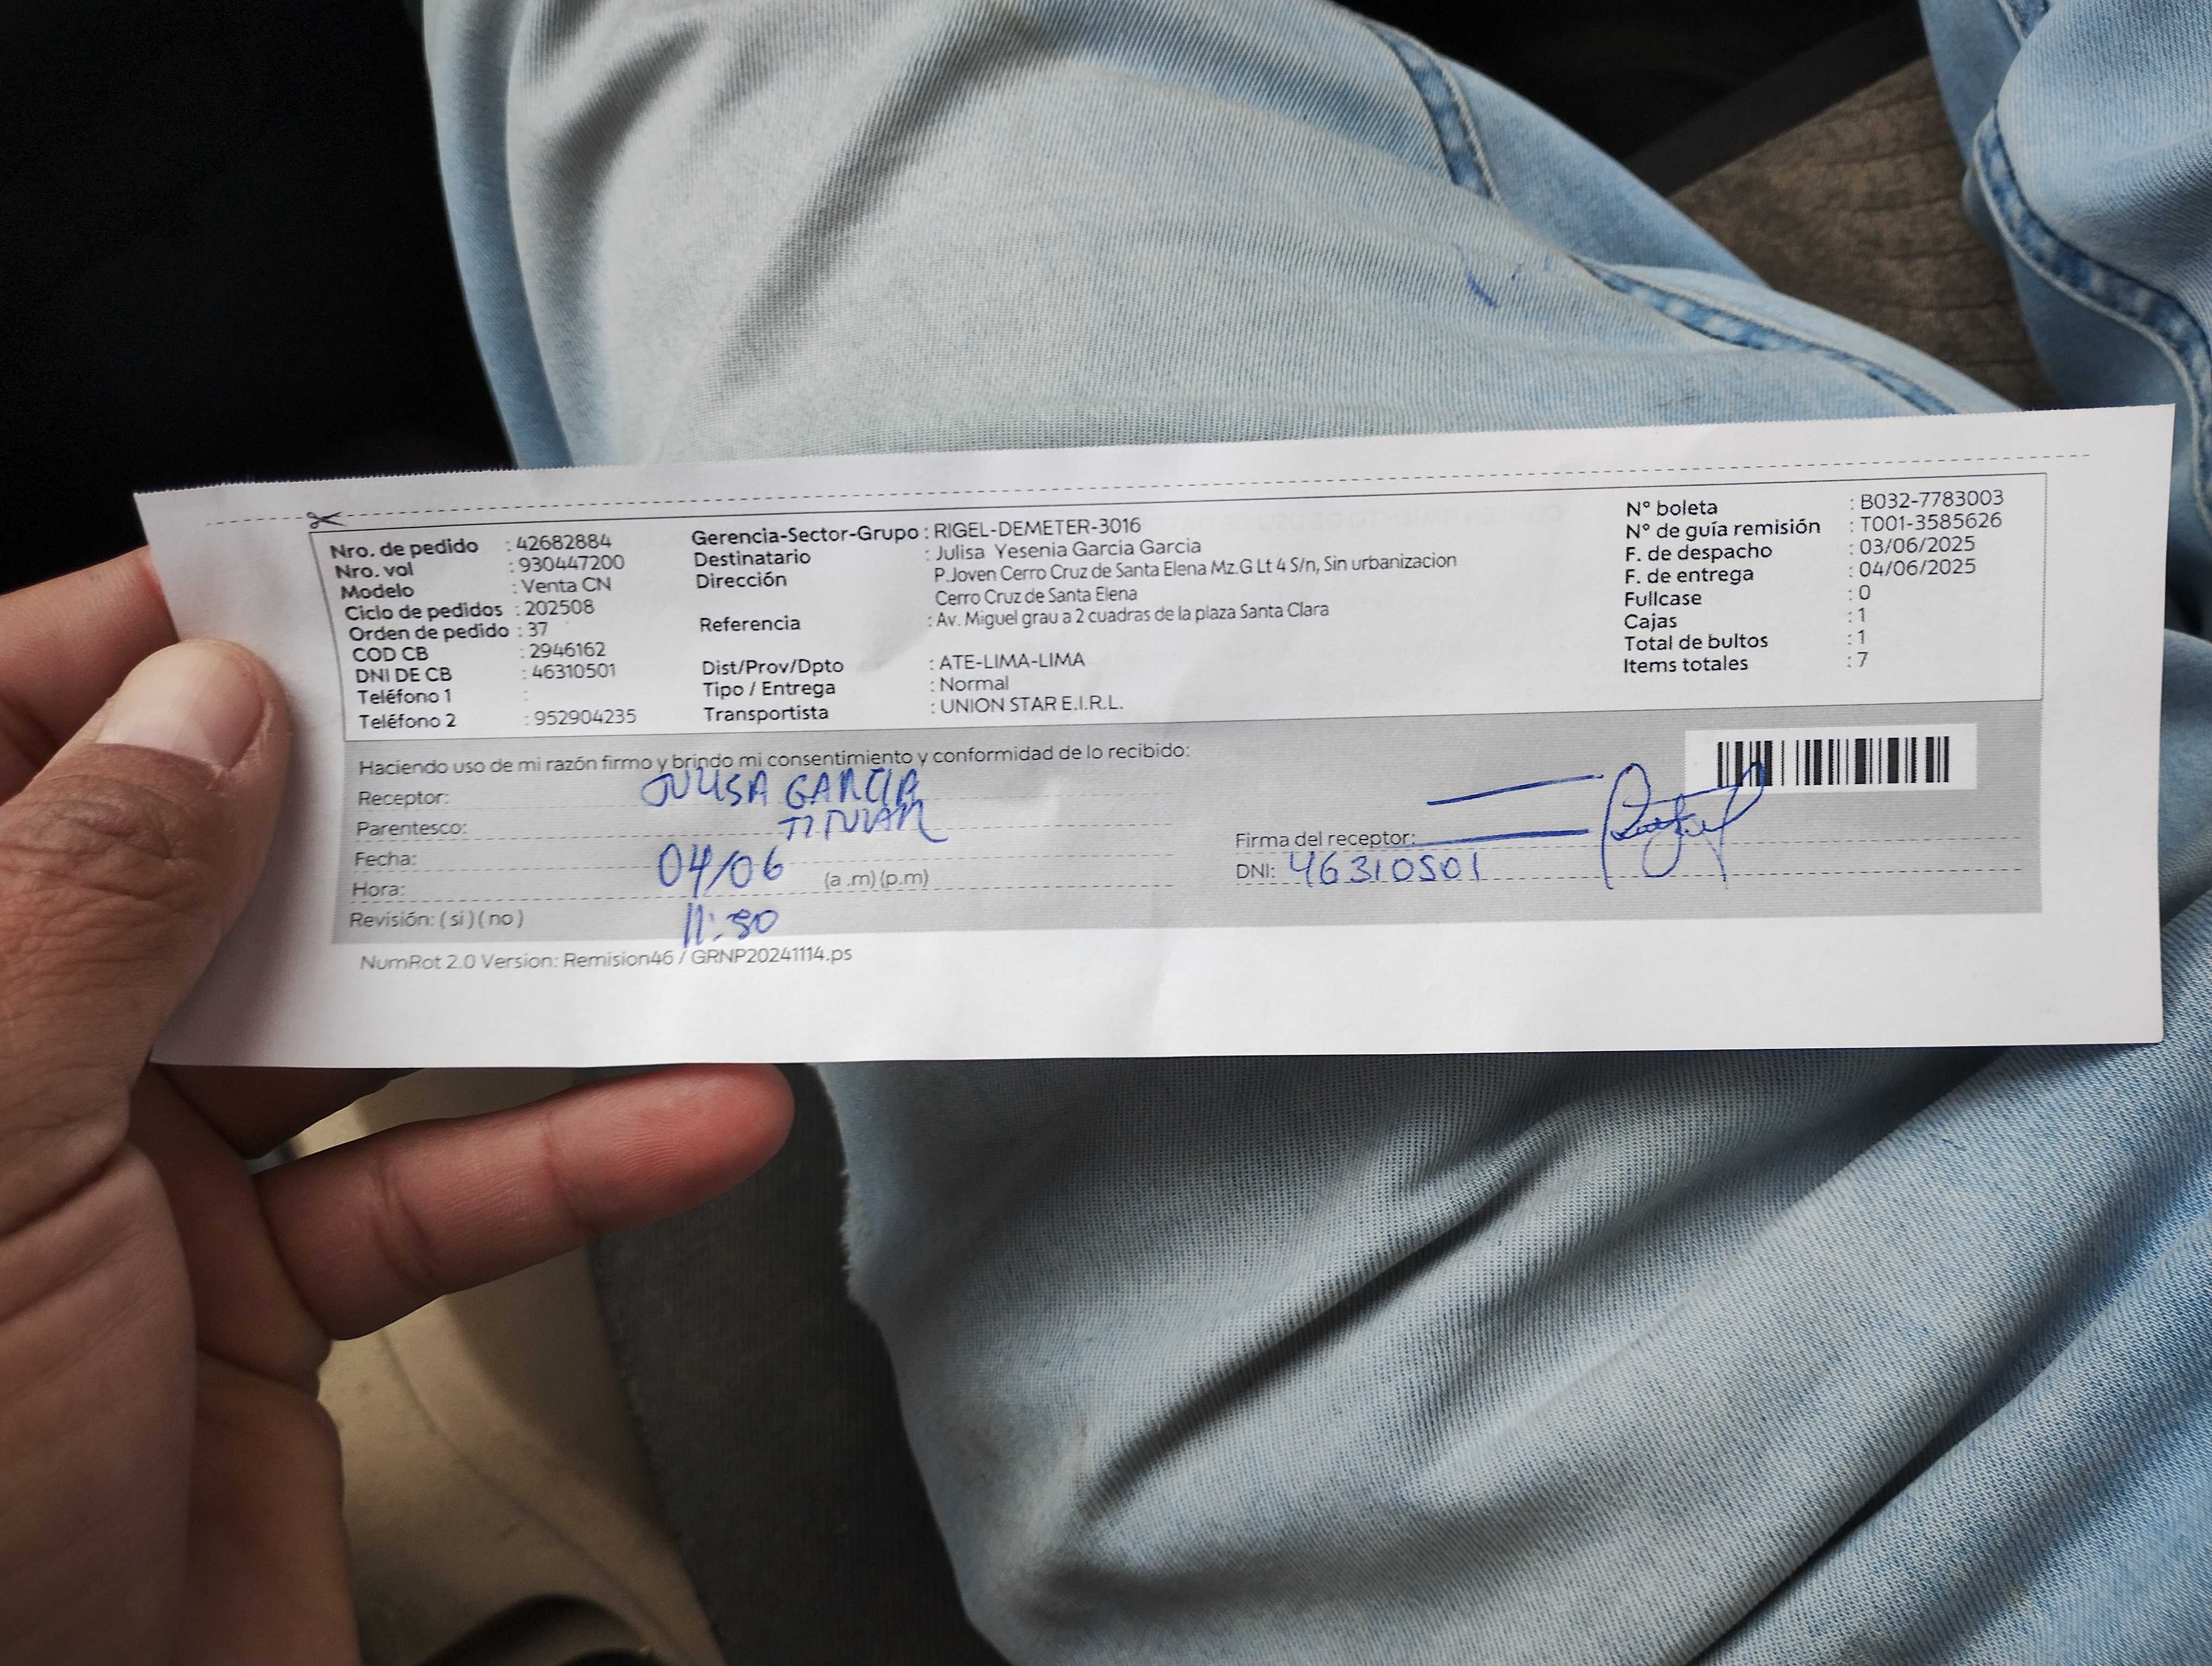 Nro. de pedido : 42682884
Nro. vol : 930447200
Modelo : Venta CN
Ciclo de pedidos : 202508
Orden de pedido : 37
COD CB : 2946162
DNI DE CB : 46310501
Teléfono 1 :
Teléfono 2 : 952904235
Gerencia-Sector-Grupo : RIGEL-DEMETER-3016
Destinatario : Julisa Yesenia Garcia Garcia
Dirección P.Joven Cerro Cruz de Santa Elena Mz.G Lt 4 S/n, Sin urbanizacion
Cerro Cruz de Santa Elena
Referencia : Av. Miguel grau a 2 cuadras de la plaza Santa Clara
Dist/Prov/Dpto : ATE-LIMA-LIMA
Tipo / Entrega : Normal
Transportista : UNION STAR E.I.R.L.
N° boleta : B032-7783003
N° de guía remisión : T001-3585626
F. de despacho : 03/06/2025
F. de entrega : 04/06/2025
Fullcase : 0
Cajas : 1
Total de bultos : 1
Items totales : 7
Haciendo uso de mi razón firmo y brindo mi consentimiento y conformidad de lo recibido:
Receptor: JULISA GARCIA
Parentesco: TITULAR
Fecha: 04/06
Hora: (a .m) (p.m)
Revisión: ( si ) ( no ) 11:30
Firma del receptor:
DNI: 46310501
NumRot 2.0 Version: Remision46 / GRNP20241114.ps